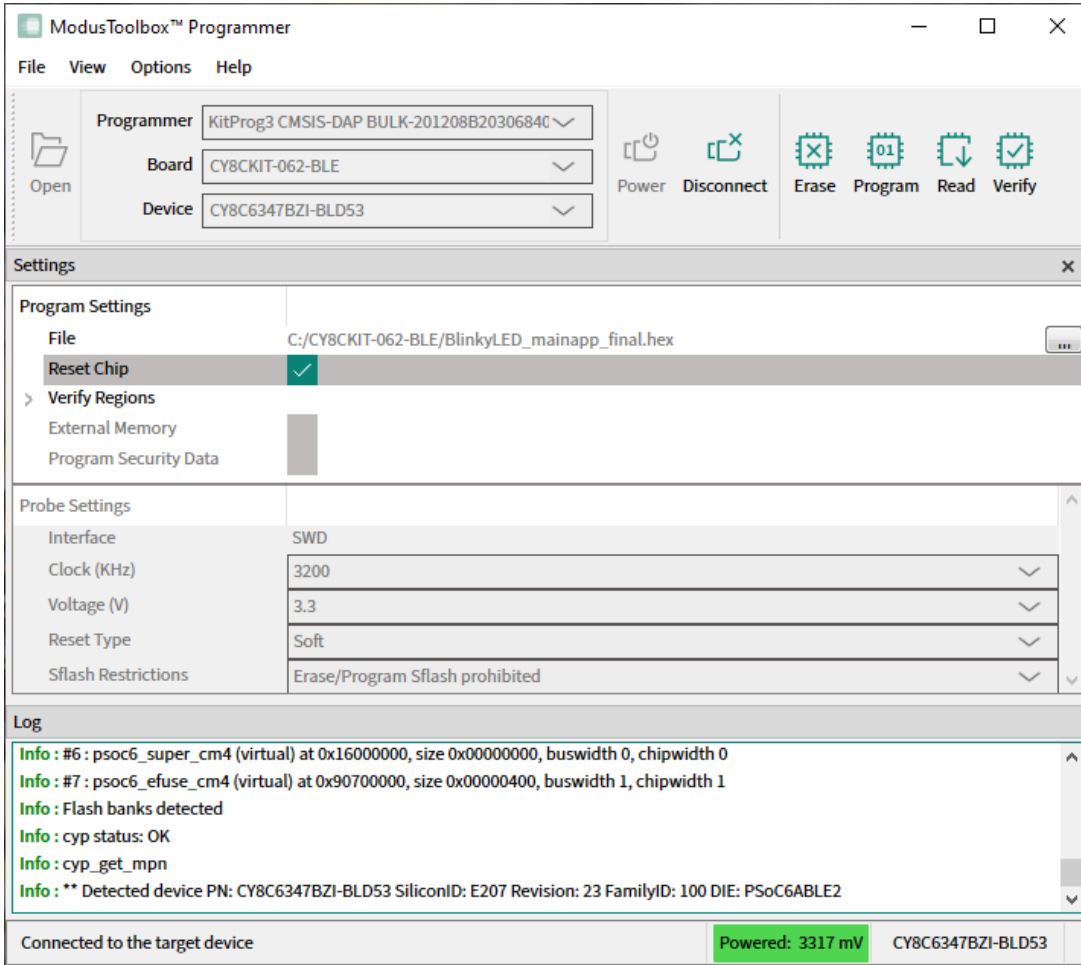 ModusToolbox™ Programmer
File View Options Help
Open
Programmer KitProg3 CMSIS-DAP BULK-201208B20306840
Board CY8CKIT-062-BLE
Device CY8C6347BZI-BLD53
Power Disconnect Erase Program Read Verify
01
Settings
Program Settings
File C:/CY8CKIT-062-BLE/BlinkyLED_mainapp_final.hex ...
Reset Chip
Verify Regions
External Memory
Program Security Data
Probe Settings
Interface SWD
Clock (KHz) 3200
Voltage (V) 3.3
Reset Type Soft
Sflash Restrictions Erase/Program Sflash prohibited
Log
Info : #6 : psoc6_super_cm4 (virtual) at 0x16000000, size 0x00000000, buswidth 0, chipwidth 0
Info : #7 : psoc6_efuse_cm4 (virtual) at 0x90700000, size 0x00000400, buswidth 1, chipwidth 1
Info : Flash banks detected
Info : cyp status: OK
Info : cyp_get_mpn
Info : ** Detected device PN: CY8C6347BZI-BLD53 SiliconID: E207 Revision: 23 FamilyID: 100 DIE: PSoC6ABLE2
Connected to the target device Powered: 3317 mV CY8C6347BZI-BLD53